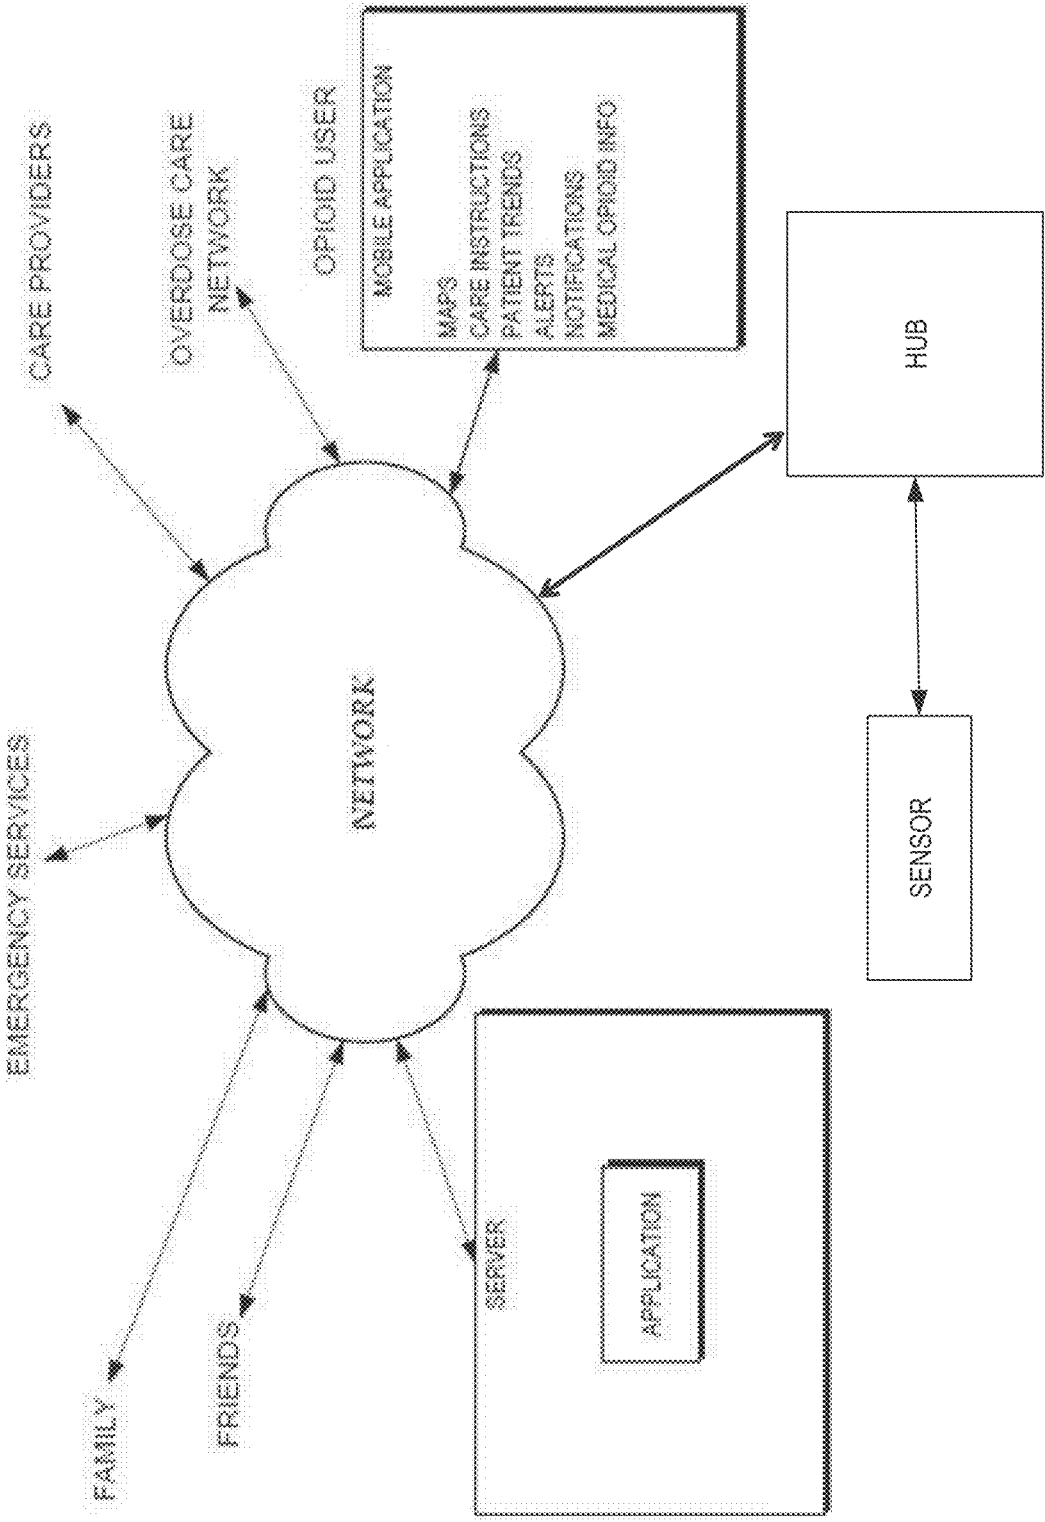 FAMILY
FRIENDS
EMERGENCY SERVICES
CARE PROVIDERS
OVERDOSE CARE
NETWORK
NETWORK
OPIOID USER
MOBILE APPLICATION
MAPS
CARE INSTRUCTIONS
PATIENT TRENDS
ALERTS
NOTIFICATIONS
MEDICAL OPIOID INFO
SERVER
APPLICATION
SENSOR
HUB